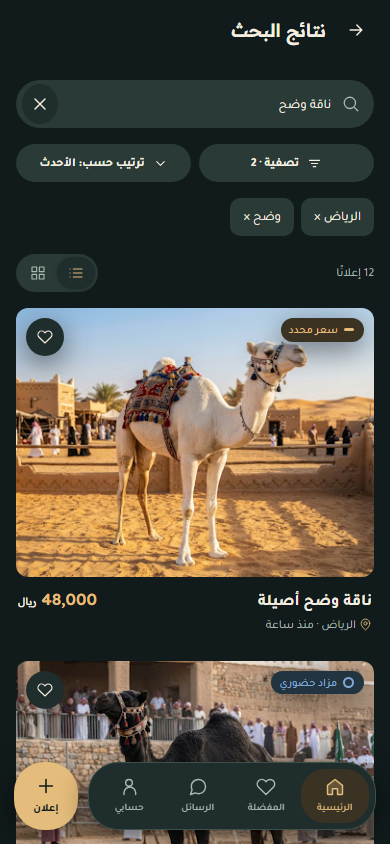 نتائج البحث
ناقة وضح
تصفية · 2
ترتيب حسب: الأحدث
الرياض ×
وضح ×
12 إعلانًا
سعر محدد
ناقة وضح أصيلة
48,000 ريال
الرياض · منذ ساعة
مزاد حضوري
الرئيسية
المفضلة
الرسائل
حسابي
إعلان